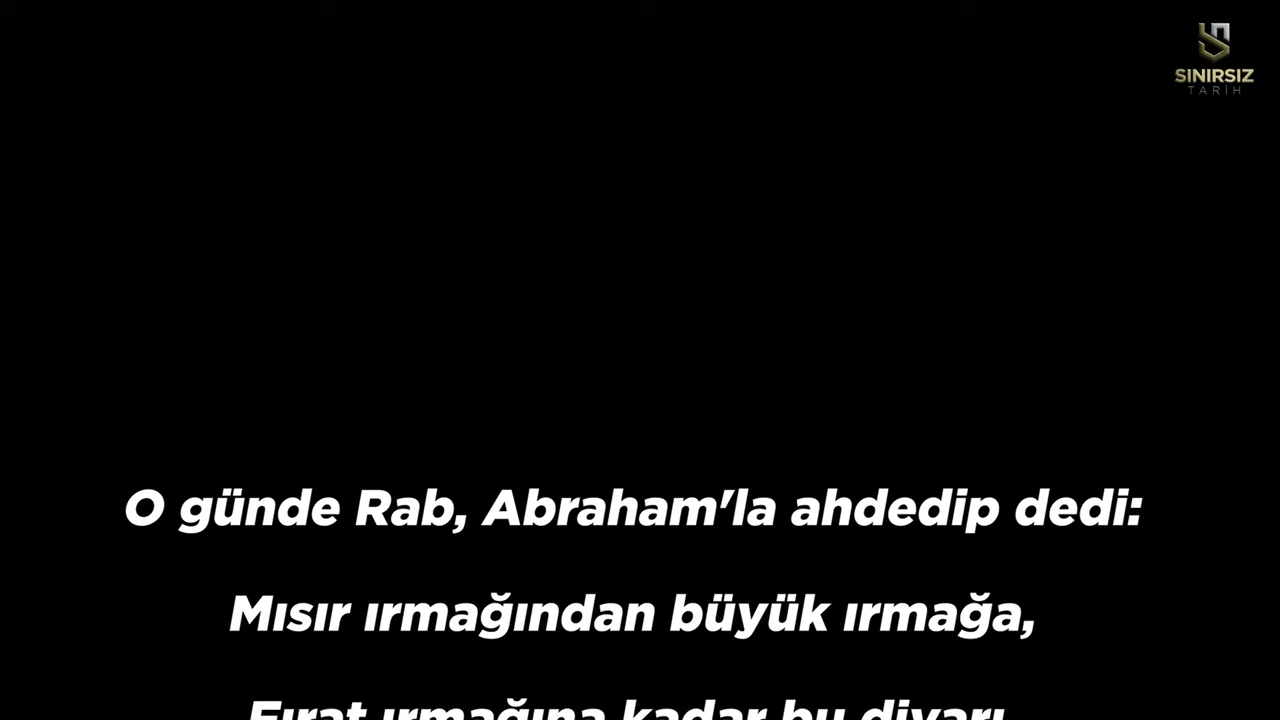 SINIRSIZ
TARİH
O günde Rab, Abraham'la ahdedip dedi:
Mısır ırmağından büyük ırmağa,
Fırat ırmağına kadar bu diyarı